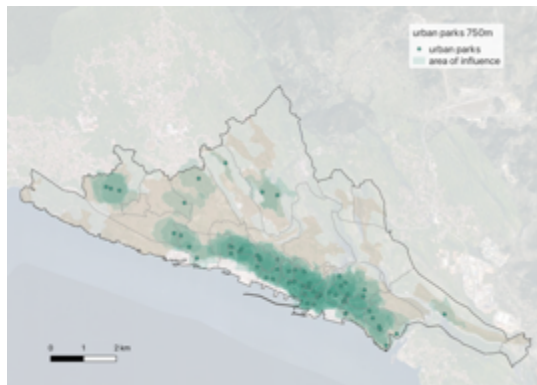 urban parks 750m
urban parks
area of influence
0 1 2 km